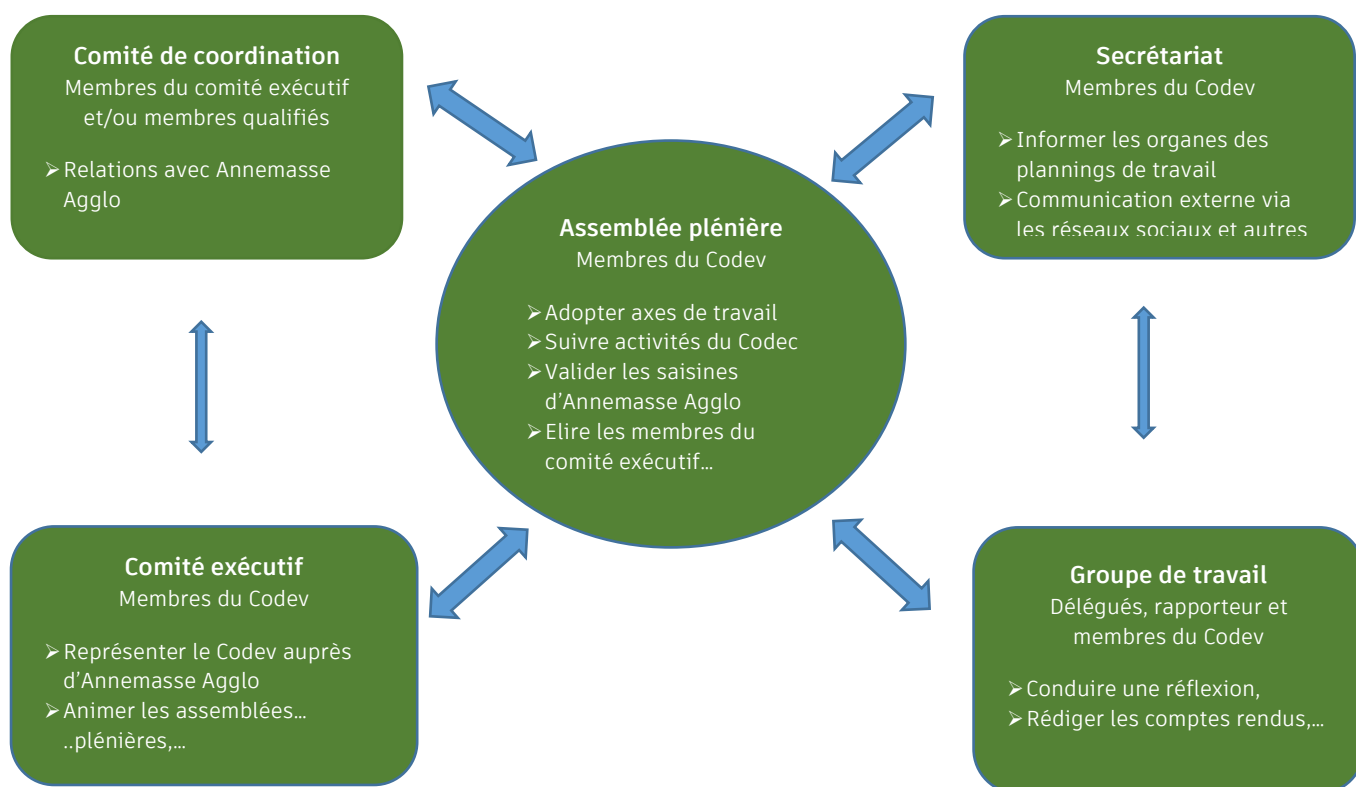 Comité de coordination
Membres du comité exécutif
et/ou membres qualifiés
➢ Relations avec Annemasse
Agglo
Secrétariat
Membres du Codev
➢ Informer les organes des
plannings de travail
➢ Communication externe via
les réseaux sociaux et autres
Assemblée plénière
Membres du Codev
➢ Adopter axes de travail
➢ Suivre activités du Codec
➢ Valider les saisines
d’Annemasse Agglo
➢ Elire les membres du
comité exécutif…
Comité exécutif
Membres du Codev
➢ Représenter le Codev auprès
d’Annemasse Agglo
➢ Animer les assemblées…
..plénières,…
Groupe de travail
Délégués, rapporteur et
membres du Codev
➢ Conduire une réflexion,
➢ Rédiger les comptes rendus,…